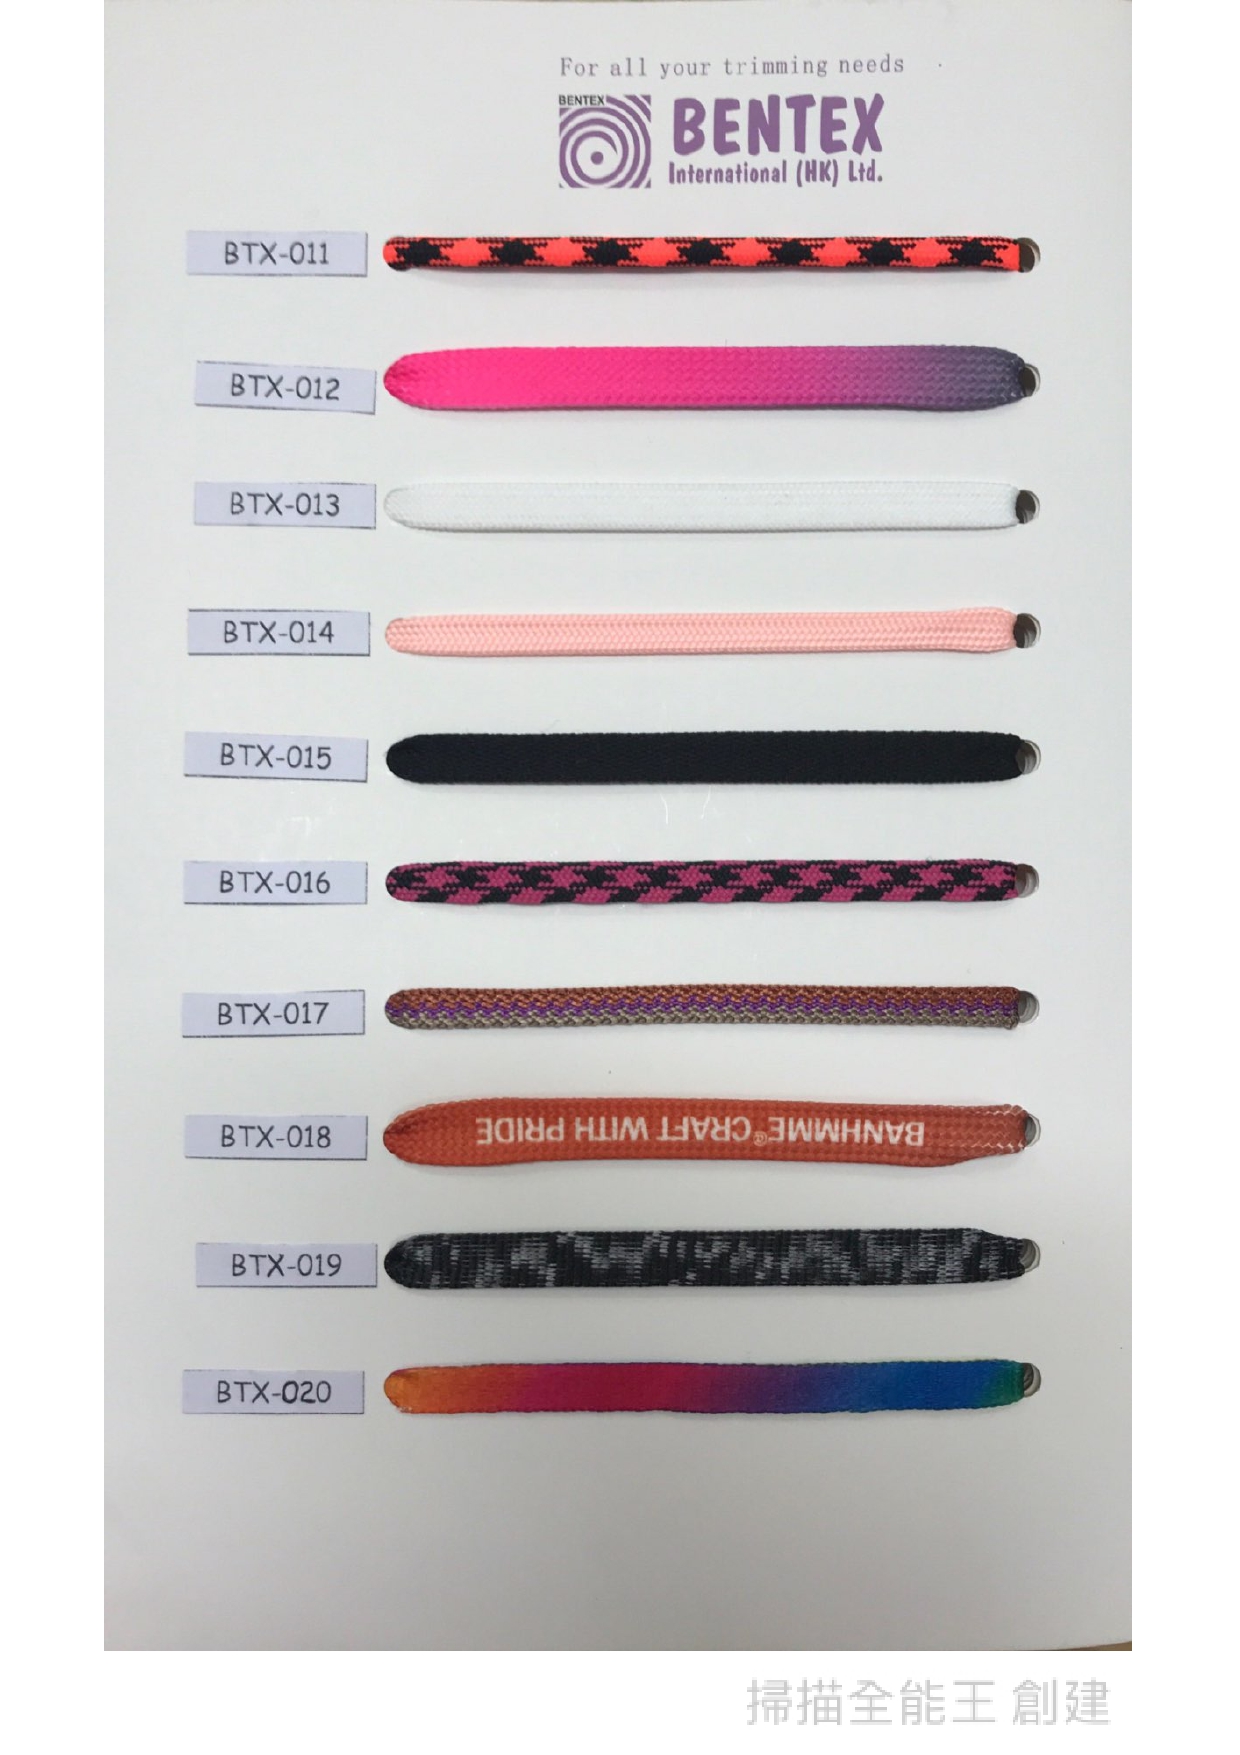 For all your trimming needs
BENTEX
BENTEX
International (HK) Ltd.
BTX-011
BTX-012
BTX-013
BTX-014
BTX-015
BTX-016
BTX-017
BTX-018
BANHMME® CRAFT WITH PRIDE
BTX-019
BTX-020
掃描全能王 創建